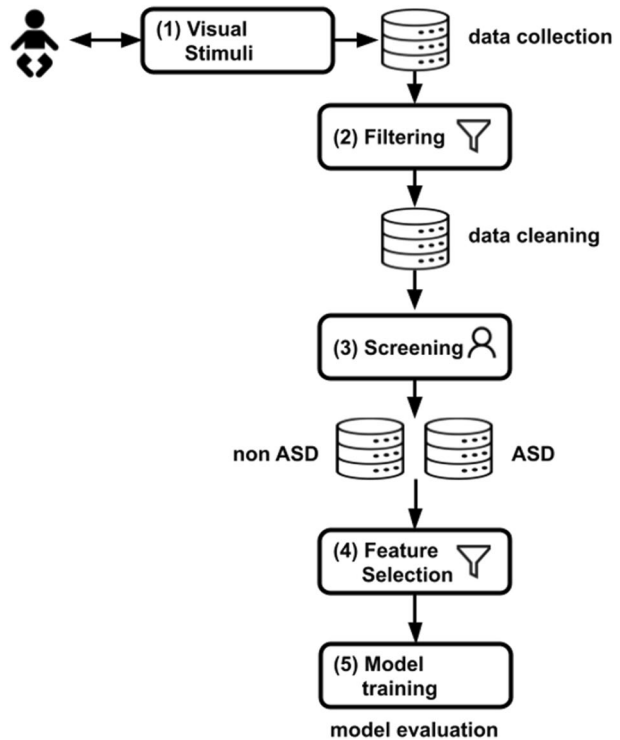 (1) Visual
Stimuli
data collection
(2) Filtering
data cleaning
(3) Screening
non ASD
ASD
(4) Feature
Selection
(5) Model
training
model evaluation